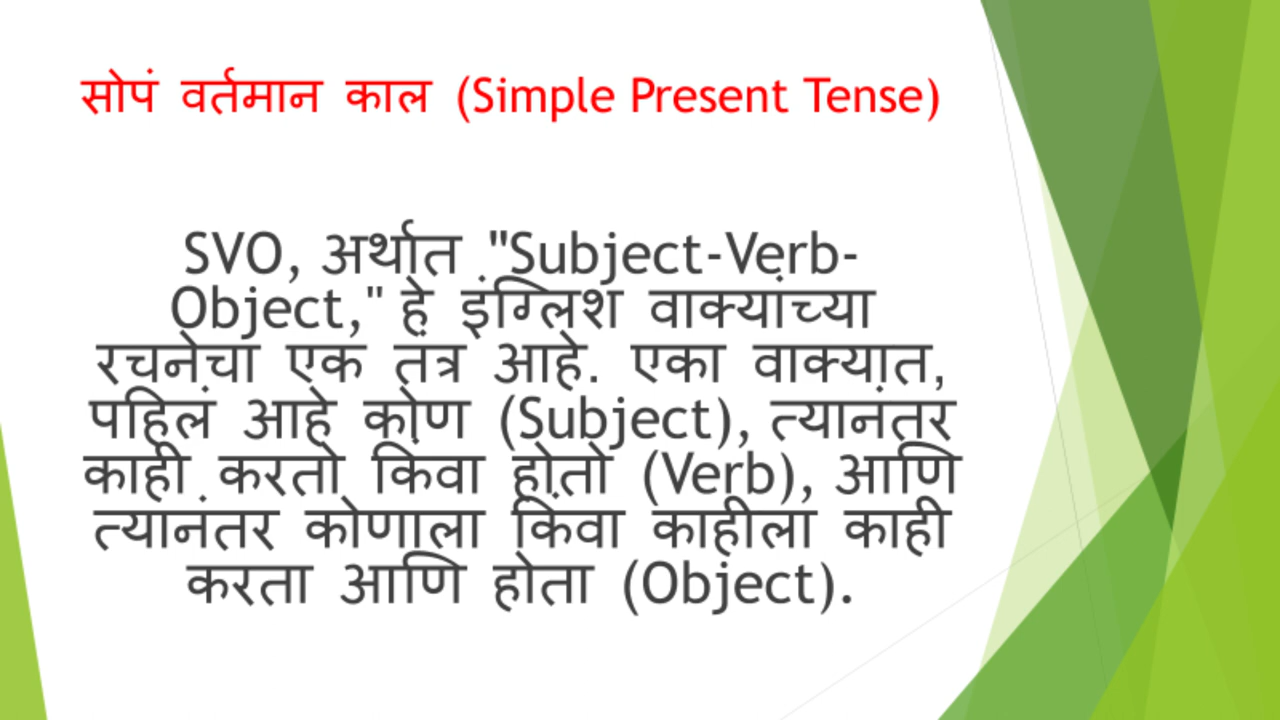 सोपं वर्तमान काल (Simple Present Tense)
SVO, अर्थात "Subject-Verb-
Object," हे इंग्लिश वाक्यांच्या
रचनेचा एक तंत्र आहे. एका वाक्यात,
पहिलं आहे कोण (Subject), त्यानंतर
काही करतो किंवा होतो (Verb), आणि
त्यानंतर कोणाला किंवा काहीला काही
करता आणि होता (Object).